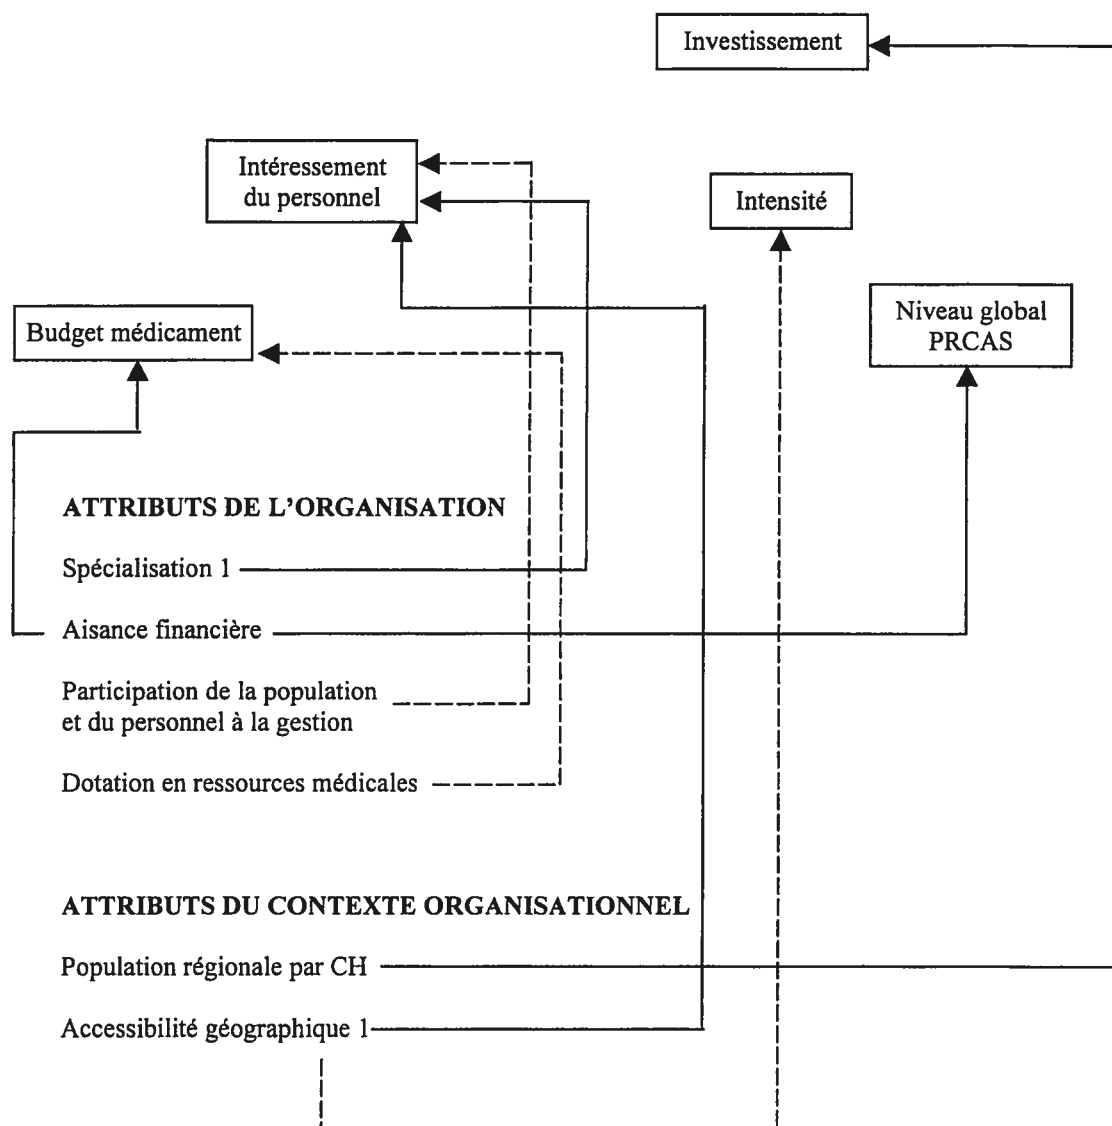 Investissement
Intéressement
du personnel
Intensité
Niveau global
PRCAS
Budget médicament
ATTRIBUTS DE L'ORGANISATION
Spécialisation 1
Aisance financière
Participation de la population
et du personnel à la gestion
Dotation en ressources médicales
ATTRIBUTS DU CONTEXTE ORGANISATIONNEL
Population régionale par CH
Accessibilité géographique 1